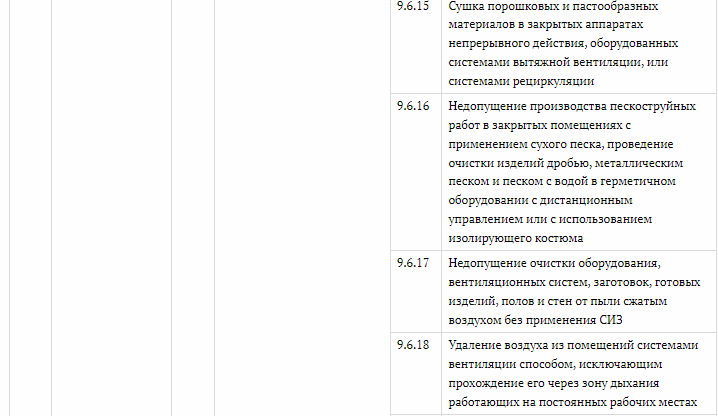 9.6.15 Сушка порошковых и пастообразных
материалов в закрытых аппаратах
непрерывного действия, оборудованных
системами вытяжной вентиляции, или
системами рециркуляции
9.6.16 Недопущение производства пескоструйных
работ в закрытых помещениях с
применением сухого песка, проведение
очистки изделий дробью, металлическим
песком и песком с водой в герметичном
оборудовании с дистанционным
управлением или с использованием
изолирующего костюма
9.6.17 Недопущение очистки оборудования,
вентиляционных систем, заготовок, готовых
изделий, полов и стен от пыли сжатым
воздухом без применения СИЗ
9.6.18 Удаление воздуха из помещений системами
вентиляции способом, исключающим
прохождение его через зону дыхания
работающих на постоянных рабочих местах